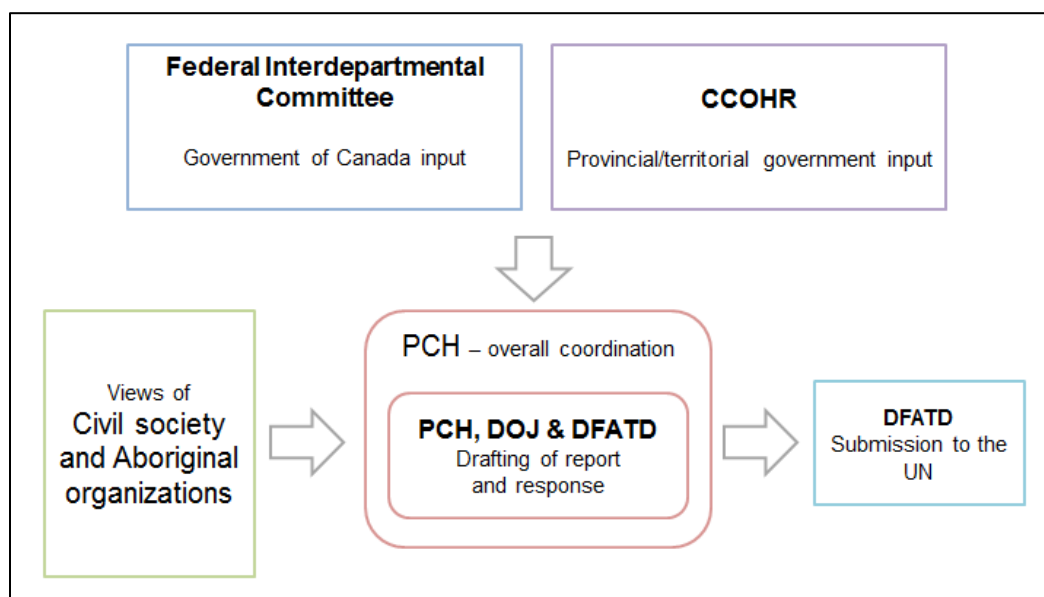 Federal Interdepartmental
Committee
Government of Canada input
CCOHR
Provincial/territorial government input
Views of
Civil society
and Aboriginal
organizations
PCH – overall coordination
PCH, DOJ & DFATD
Drafting of report
and response
DFATD
Submission to the
UN